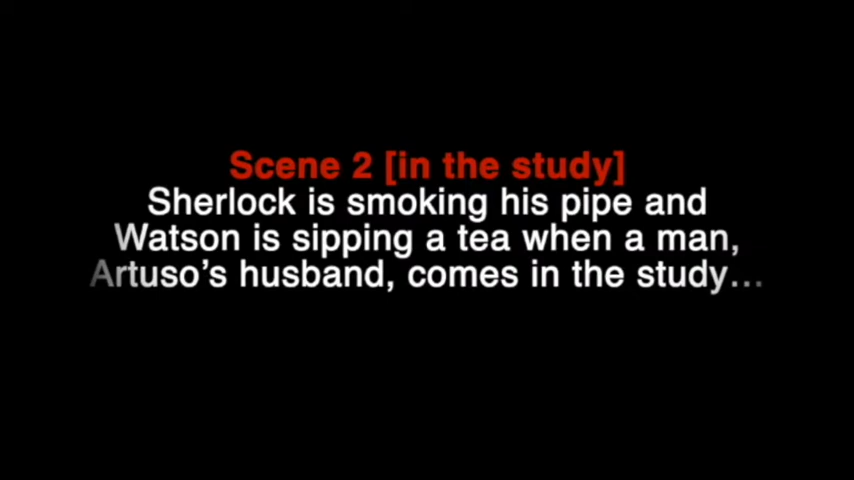 Scene 2 [in the study]
Sherlock is smoking his pipe and
Watson is sipping a tea when a man,
Artuso’s husband, comes in the study…